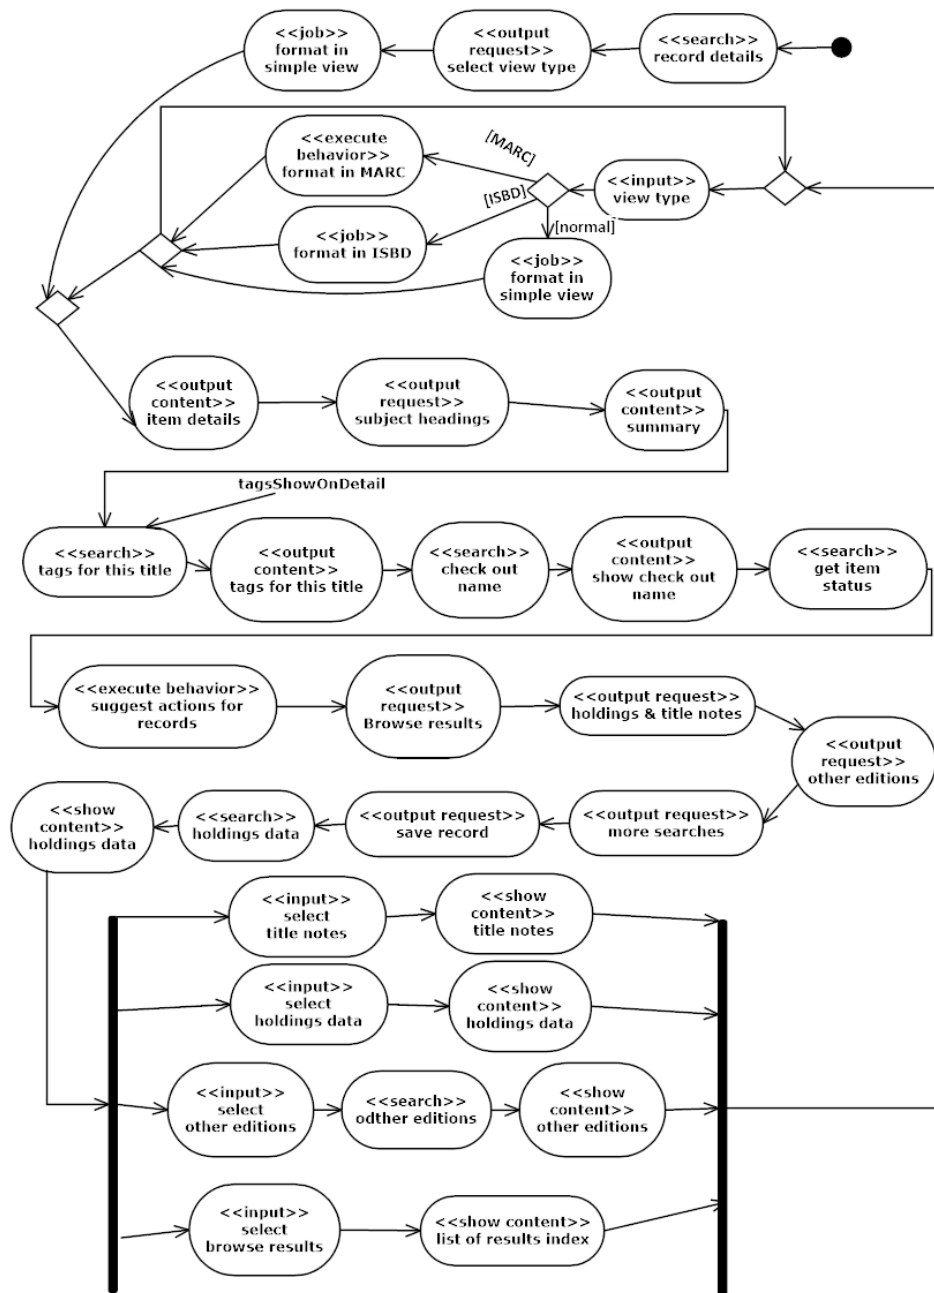 <<job>>
format in
simple view
<<output
request>>
select view type
<<search>>
record details
<<execute
behavior>>
format in MARC
[MARC]
[ISBD]
<<input>>
view type
[normal]
<<job>>
format in ISBD
<<job>>
format in
simple view
<<output
content>>
item details
<<output
request>>
subject headings
<<output
content>>
summary
tagsShowOnDetail
<<search>>
tags for this title
<<output
content>>
tags for this title
<<search>>
check out
name
<<output
content>>
show check out
name
<<search>>
get item
status
<<execute behavior>>
suggest actions for
records
<<output
request>>
Browse results
<<output request>>
holdings & title notes
<<output
request>>
other editions
<<show
content>>
holdings data
<<search>>
holdings data
<<output request>>
save record
<<output request>>
more searches
<<input>>
select
title notes
<<show
content>>
title notes
<<input>>
select
holdings data
<<show
content>>
holdings data
<<input>>
select
other editions
<<search>>
odther editions
<<show
content>>
other editions
<<input>>
select
browse results
<<show content>>
list of results index